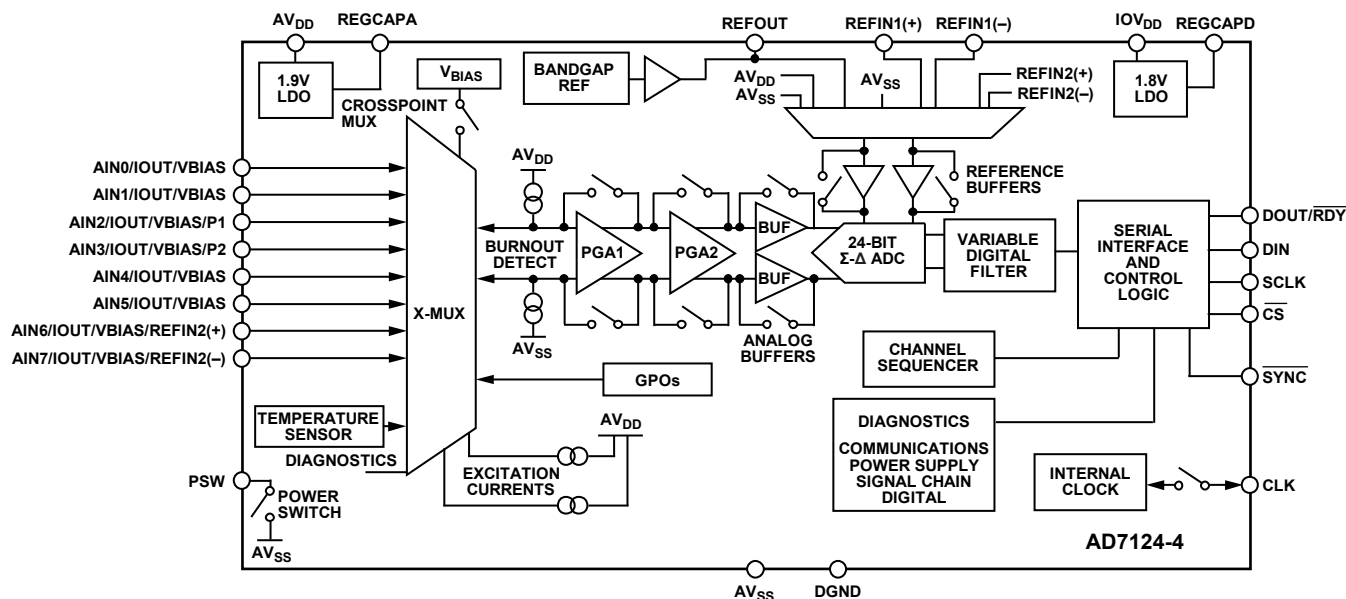 AVDD
REGCAPA
REFOUT
REFIN1(+)
REFIN1(–)
IOVDD
REGCAPD
1.9V
LDO
VBIAS
CROSSPOINT
MUX
BANDGAP
REF
AVDD
AVSS
AVSS
REFIN2(+)
REFIN2(–)
1.8V
LDO
AIN0/IOUT/VBIAS
AIN1/IOUT/VBIAS
AIN2/IOUT/VBIAS/P1
AIN3/IOUT/VBIAS/P2
AIN4/IOUT/VBIAS
AIN5/IOUT/VBIAS
AIN6/IOUT/VBIAS/REFIN2(+)
AIN7/IOUT/VBIAS/REFIN2(–)
X-MUX
AVDD
BURNOUT
DETECT
AVSS
PGA1
PGA2
BUF
BUF
ANALOG
BUFFERS
REFERENCE
BUFFERS
24-BIT
Σ-Δ ADC
VARIABLE
DIGITAL
FILTER
SERIAL
INTERFACE
AND
CONTROL
LOGIC
DOUT/RDY
DIN
SCLK
CS
SYNC
GPOs
CHANNEL
SEQUENCER
TEMPERATURE
SENSOR
DIAGNOSTICS
EXCITATION
CURRENTS
AVDD
DIAGNOSTICS
COMMUNICATIONS
POWER SUPPLY
SIGNAL CHAIN
DIGITAL
PSW
POWER
SWITCH
AVSS
INTERNAL
CLOCK
CLK
AD7124-4
AVSS
DGND